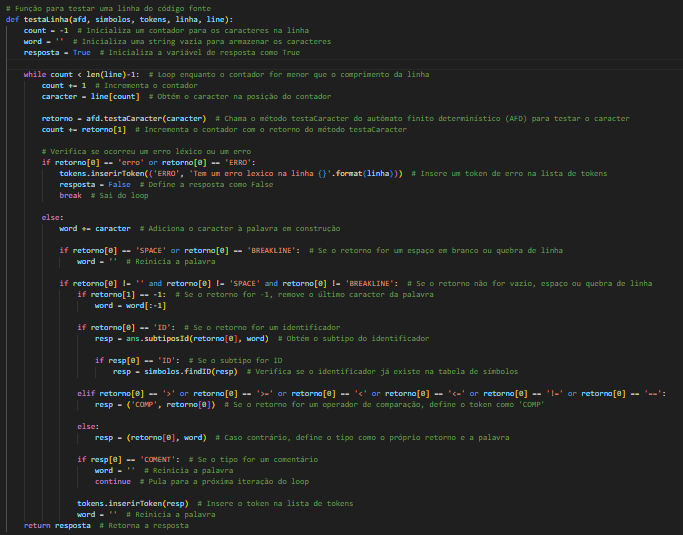 # Função para testar uma linha do código fonte
def testaLinha(afd, simbolos, tokens, linha, line):
    count = -1  # Inicializa um contador para os caracteres na linha
    word = ''  # Inicializa uma string vazia para armazenar os caracteres
    resposta = True  # Inicializa a variável de resposta como True

    while count < len(line)-1:  # Loop enquanto o contador for menor que o comprimento da linha
        count += 1  # Incrementa o contador
        caracter = line[count]  # Obtém o caracter na posição do contador

        retorno = afd.testaCaracter(caracter)  # Chama o método testaCaracter do autômato finito determinístico (AFD) para testar o caracter
        count += retorno[1]  # Incrementa o contador com o retorno do método testaCaracter

        # Verifica se ocorreu um erro léxico ou um erro
        if retorno[0] == 'erro' or retorno[0] == 'ERRO':
            tokens.inserirToken(('ERRO', 'Tem um erro lexico na linha {}'.format(linha)))  # Insere um token de erro na lista de tokens
            resposta = False  # Define a resposta como False
            break  # Sai do loop

        else:
            word += caracter  # Adiciona o caracter à palavra em construção

            if retorno[0] == 'SPACE' or retorno[0] == 'BREAKLINE':  # Se o retorno for um espaço em branco ou quebra de linha
                word = ''  # Reinicia a palavra

            if retorno[0] != '' and retorno[0] != 'SPACE' and retorno[0] != 'BREAKLINE':  # Se o retorno não for vazio, espaço ou quebra de linha
                if retorno[1] == -1:  # Se o retorno for -1, remove o último caracter da palavra
                    word = word[:-1]

                if retorno[0] == 'ID':  # Se o retorno for um identificador
                    resp = ans.subtiposId(retorno[0], word)  # Obtém o subtipo do identificador

                    if resp[0] == 'ID':  # Se o subtipo for ID
                        resp = simbolos.findID(resp)  # Verifica se o identificador já existe na tabela de símbolos

                elif retorno[0] == '>' or retorno[0] == '>=' or retorno[0] == '<' or retorno[0] == '<=' or retorno[0] == '!=' or retorno[0] == '==':
                    resp = ('COMP', retorno[0])  # Se o retorno for um operador de comparação, define o token como 'COMP'

                else:
                    resp = (retorno[0], word)  # Caso contrário, define o tipo como o próprio retorno e a palavra

                if resp[0] == 'COMENT':  # Se o tipo for um comentário
                    word = ''  # Reinicia a palavra
                    continue  # Pula para a próxima iteração do loop

                tokens.inserirToken(resp)  # Insere o token na lista de tokens
                word = ''  # Reinicia a palavra
    return resposta  # Retorna a resposta